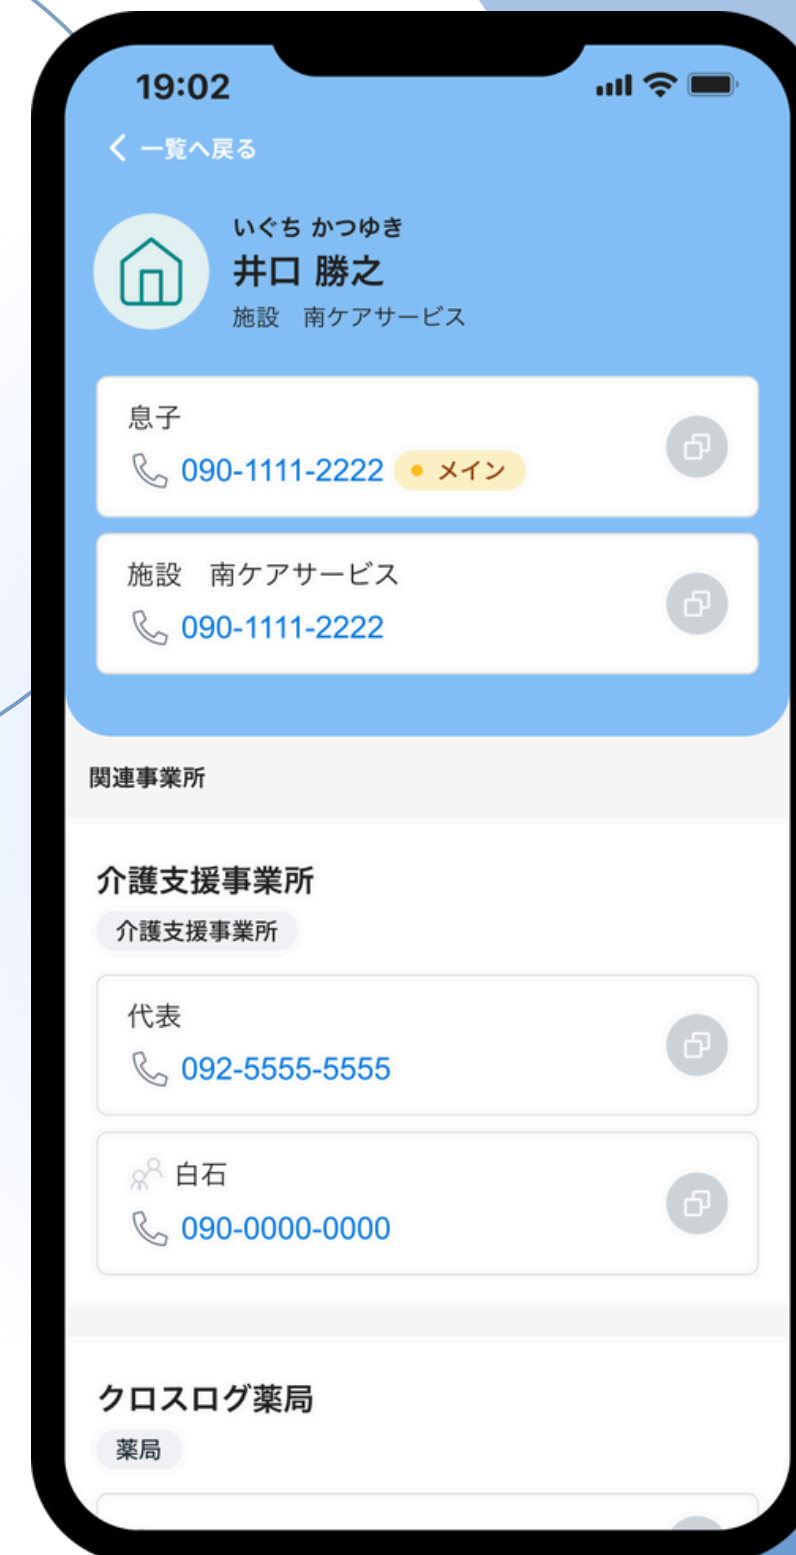 19:02
一覧へ戻る
いぐち かつゆき
井口 勝之
施設　南ケアサービス
息子
090-1111-2222 メイン
施設　南ケアサービス
090-1111-2222
関連事業所
介護支援事業所
介護支援事業所
代表
092-5555-5555
白石
090-0000-0000
クロスログ薬局
薬局